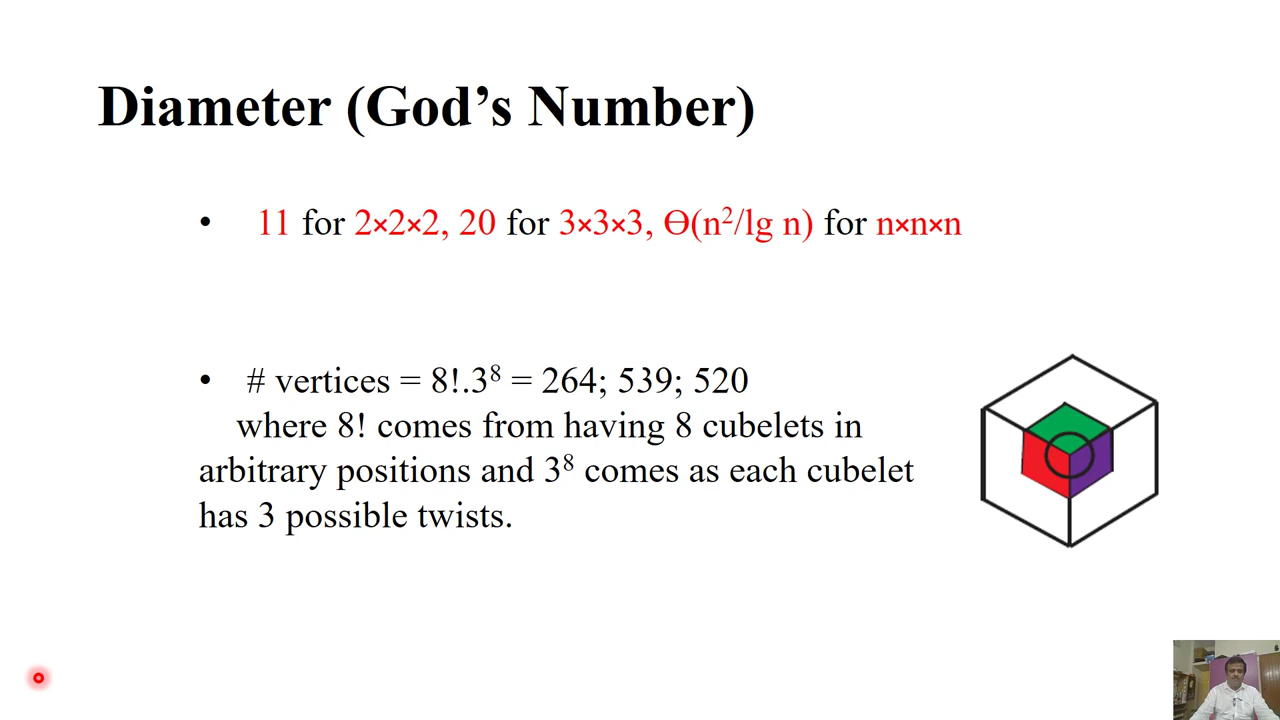 Diameter (God’s Number)
• 11 for 2×2×2, 20 for 3×3×3, Ɵ(n²/lg n) for n×n×n
• # vertices = 8!.3⁸ = 264; 539; 520
where 8! comes from having 8 cubelets in
arbitrary positions and 3⁸ comes as each cubelet
has 3 possible twists.